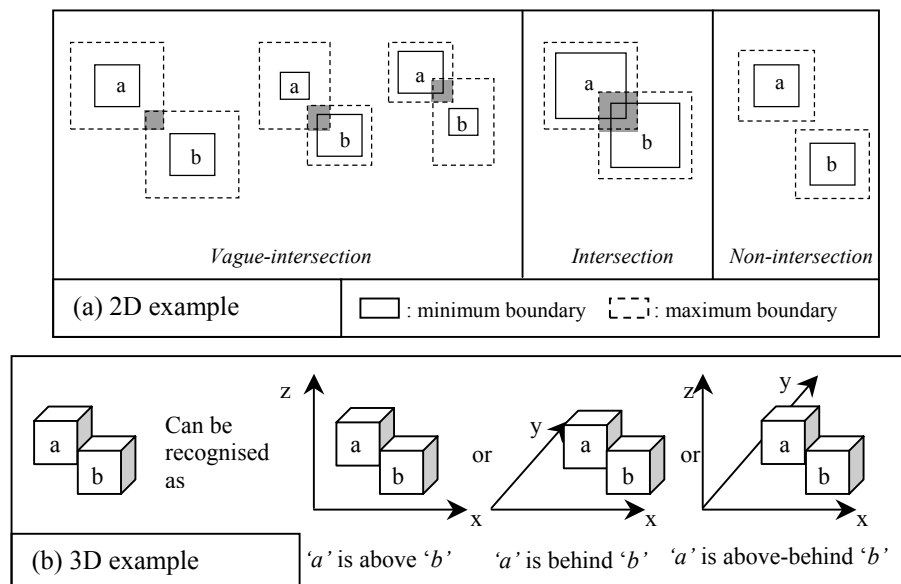 a
b
a
b
a
b
a
b
a
b
Vague-intersection
Intersection
Non-intersection
(a) 2D example
: minimum boundary
: maximum boundary
a
b
Can be
recognised
as
z
a
b
x
‘a’ is above ‘b’
or
y
a
b
x
‘a’ is behind ‘b’
or
z
y
a
b
x
‘a’ is above-behind ‘b’
(b) 3D example